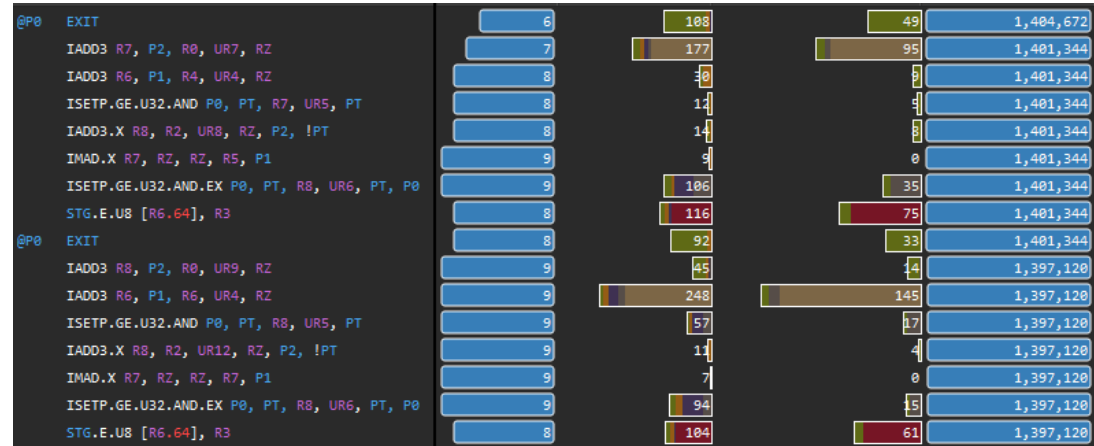 @P0 EXIT 6 108 49 1,404,672
IADD3 R7, P2, R0, UR7, RZ 7 177 95 1,401,344
IADD3 R6, P1, R4, UR4, RZ 8 30 9 1,401,344
ISETP.GE.U32.AND P0, PT, R7, UR5, PT 8 12 5 1,401,344
IADD3.X R8, R2, UR8, RZ, P2, !PT 8 14 8 1,401,344
IMAD.X R7, RZ, RZ, R5, P1 9 9 0 1,401,344
ISETP.GE.U32.AND.EX P0, PT, R8, UR6, PT, P0 9 106 35 1,401,344
STG.E.U8 [R6.64], R3 8 116 75 1,401,344
@P0 EXIT 8 92 33 1,401,344
IADD3 R8, P2, R0, UR9, RZ 9 45 14 1,397,120
IADD3 R6, P1, R6, UR4, RZ 9 248 145 1,397,120
ISETP.GE.U32.AND P0, PT, R8, UR5, PT 9 57 17 1,397,120
IADD3.X R8, R2, UR12, RZ, P2, !PT 9 11 4 1,397,120
IMAD.X R7, RZ, RZ, R7, P1 9 7 0 1,397,120
ISETP.GE.U32.AND.EX P0, PT, R8, UR6, PT, P0 9 94 15 1,397,120
STG.E.U8 [R6.64], R3 8 104 61 1,397,120